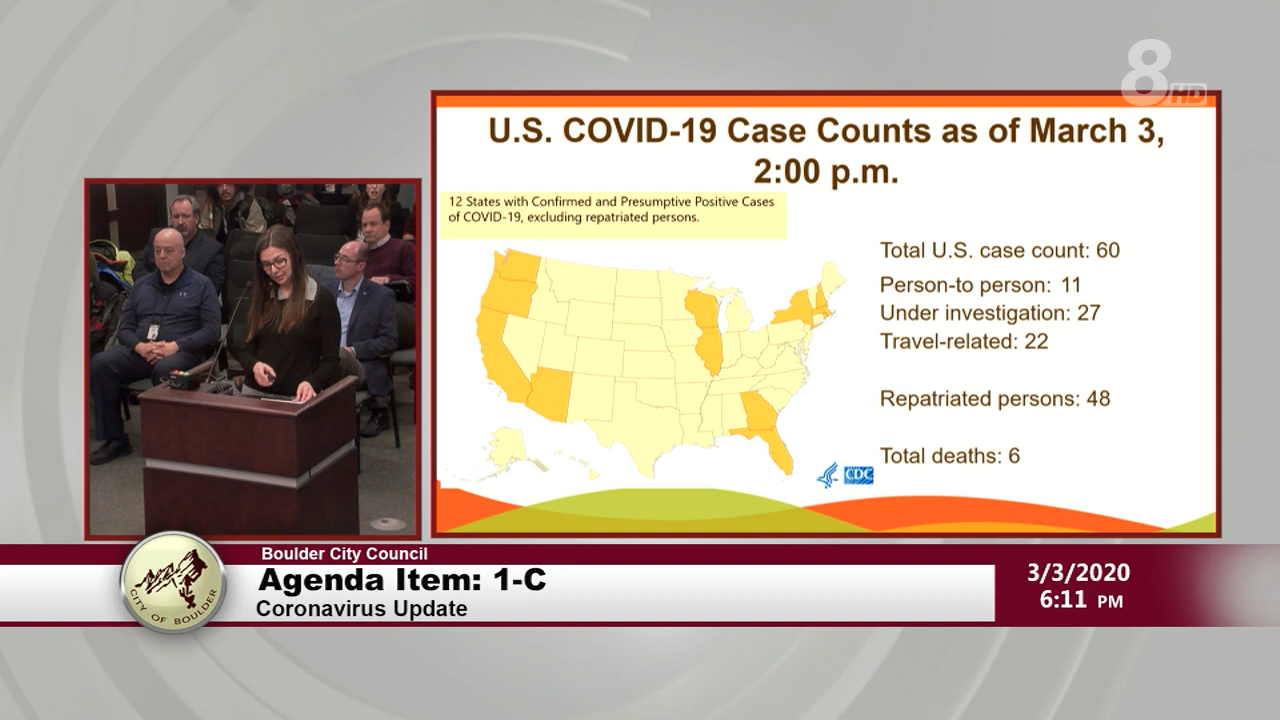 8
HD
U.S. COVID-19 Case Counts as of March 3,
2:00 p.m.
12 States with Confirmed and Presumptive Positive Cases
of COVID-19, excluding repatriated persons.
Total U.S. case count: 60
Person-to person: 11
Under investigation: 27
Travel-related: 22
Repatriated persons: 48
Total deaths: 6
CDC
Boulder City Council
Agenda Item: 1-C
Coronavirus Update
CITY OF BOULDER
3/3/2020
6:11 PM